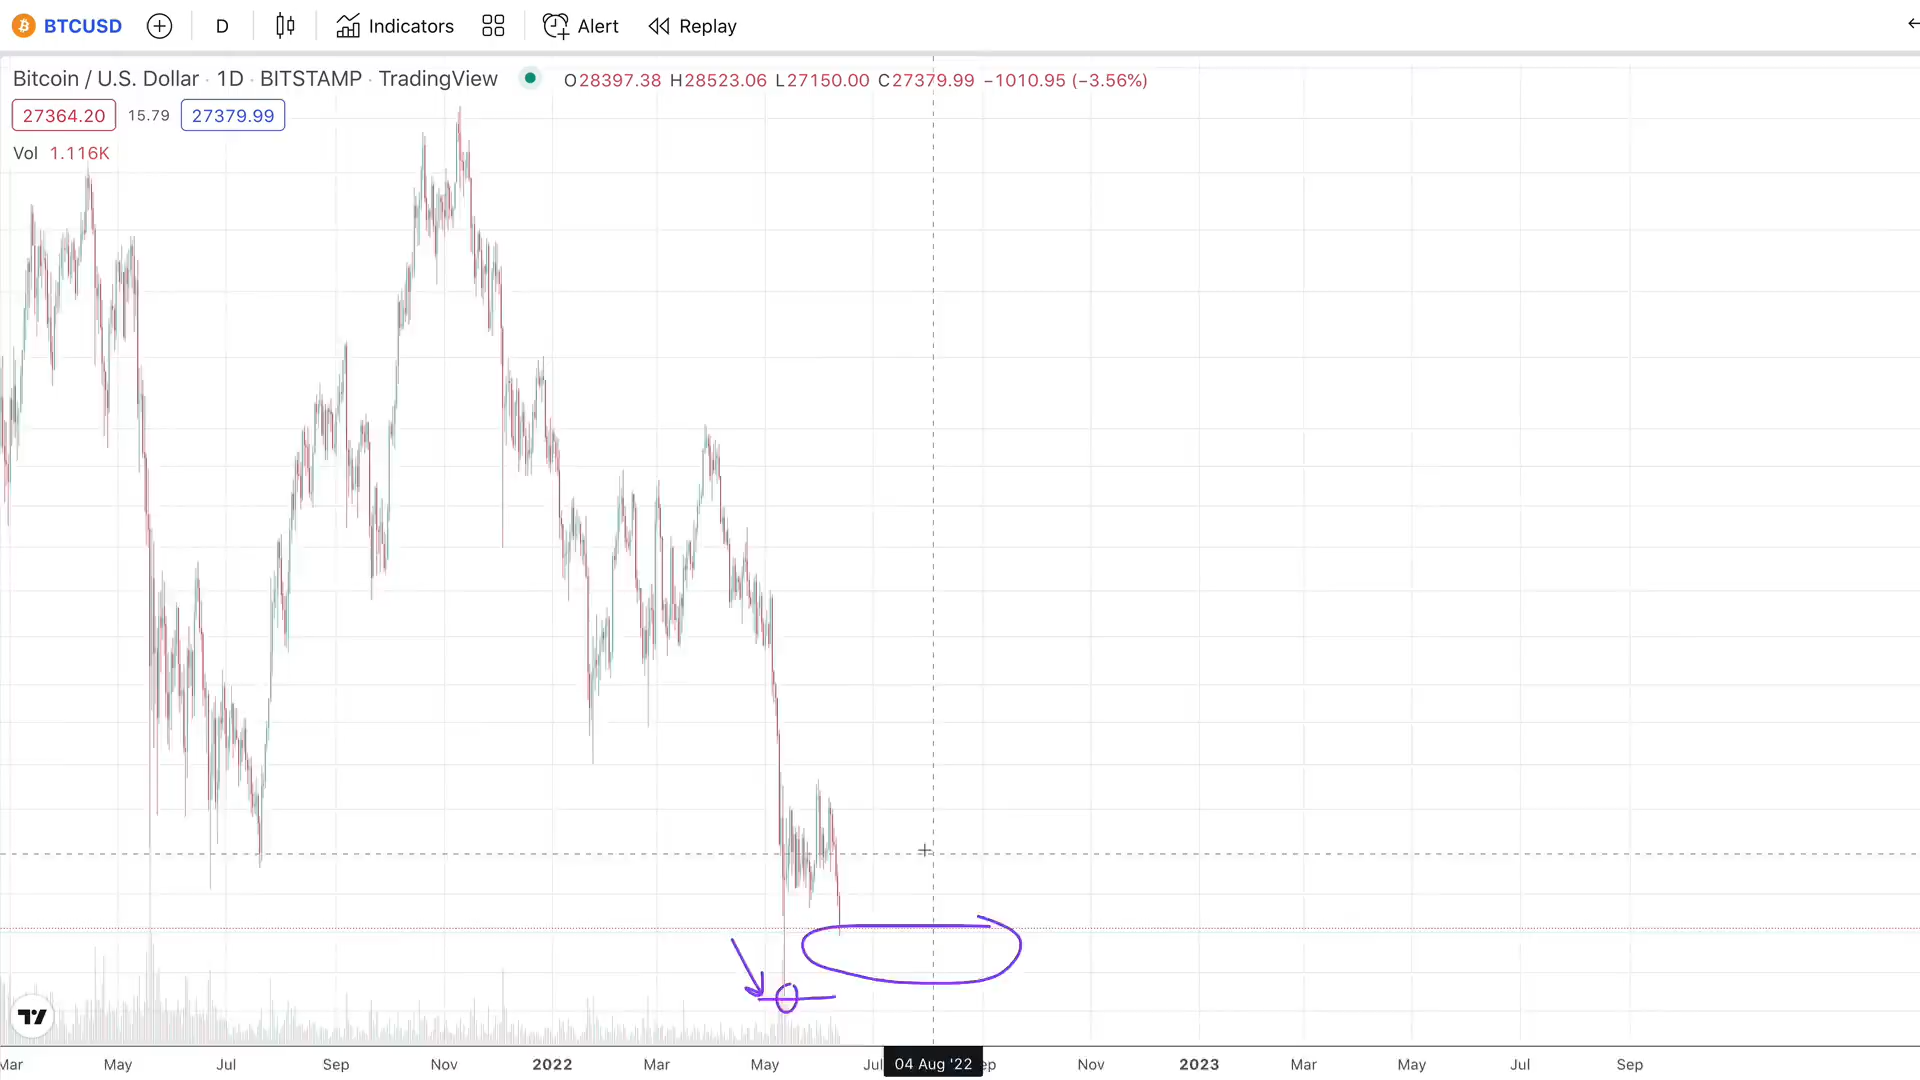 BTCUSD D Indicators Alert Replay
Bitcoin / U.S. Dollar · 1D · BITSTAMP · TradingView O28397.38 H28523.06 L27150.00 C27379.99 −1010.95 (−3.56%)
27364.20 15.79 27379.99
Vol 1.116K
Mar May Jul Sep Nov 2022 Mar May Jul 04 Aug '22 ep Nov 2023 Mar May Jul Sep